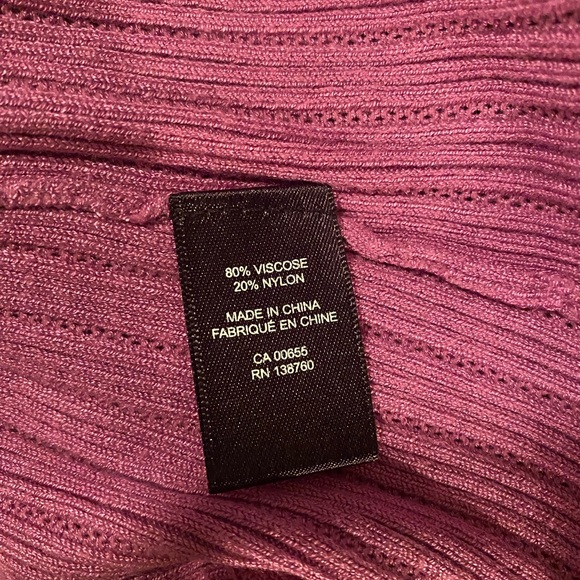 80% VISCOSE
20% NYLON
MADE IN CHINA
FABRIQUÉ EN CHINE
CA 00655
RN 138760